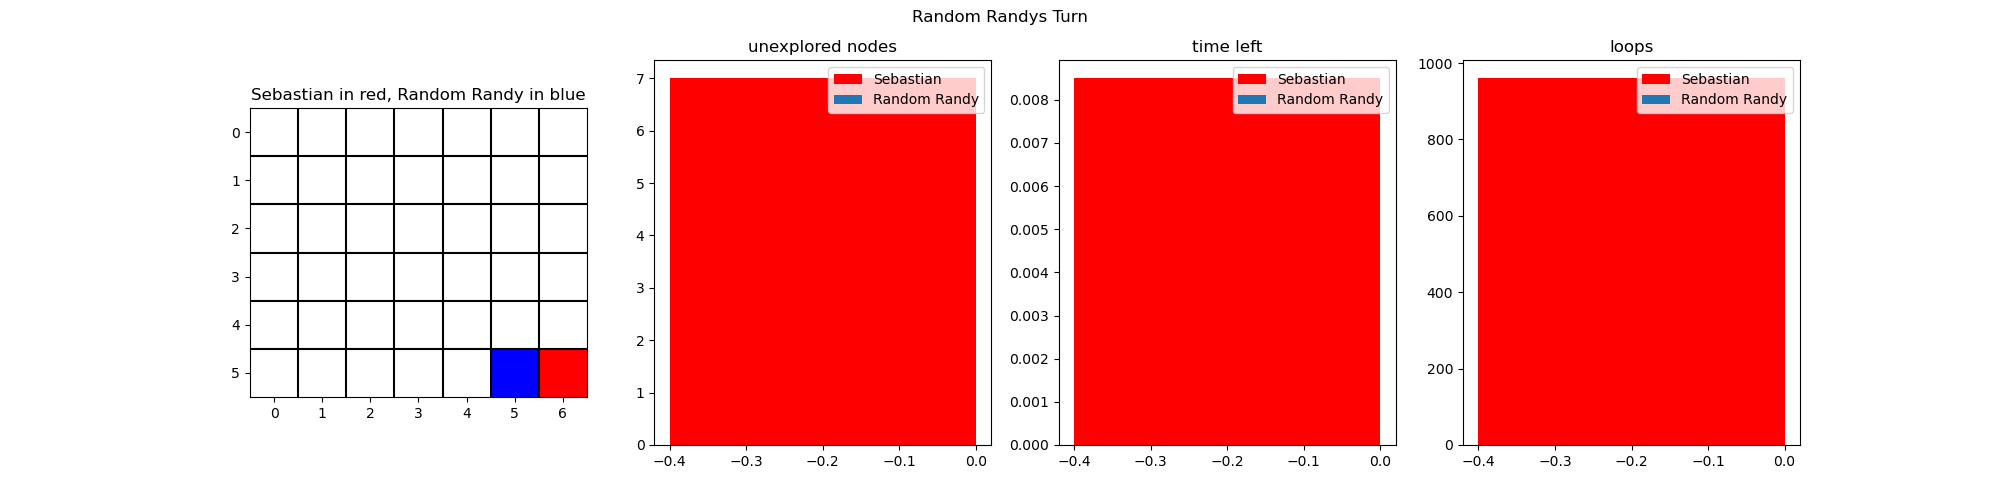 Random Randys Turn
Sebastian in red, Random Randy in blue
0
1
2
3
4
5
0 1 2 3 4 5 6
unexplored nodes
7
6
5
4
3
2
1
0
−0.4 −0.3 −0.2 −0.1 0.0
Sebastian
Random Randy
time left
0.008
0.007
0.006
0.005
0.004
0.003
0.002
0.001
0.000
−0.4 −0.3 −0.2 −0.1 0.0
Sebastian
Random Randy
loops
1000
800
600
400
200
0
−0.4 −0.3 −0.2 −0.1 0.0
Sebastian
Random Randy